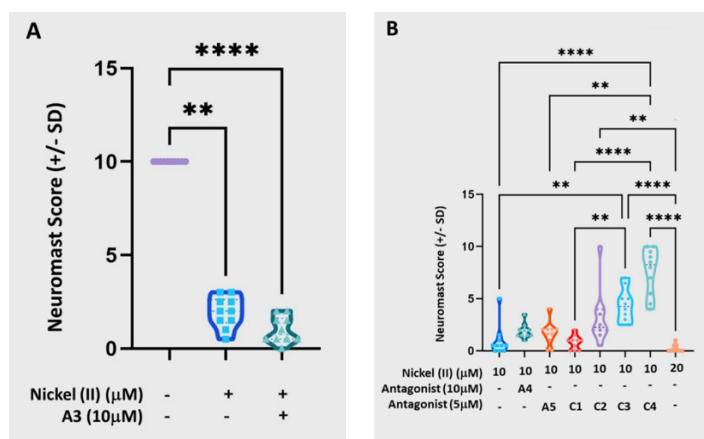 A
****
**
15
10
5
0
Neuromast Score (+/- SD)
- + +
Nickel (II) (μM)
- - +
A3 (10μM)
B
****
**
**
****
** ****
** ****
15
10
5
0
Neuromast Score (+/- SD)
Nickel (II) (μM) 10 10 10 10 10 10 10 20
Antagonist (10μM) - A4 - - - - - -
Antagonist (5μM) - - A5 C1 C2 C3 C4 -